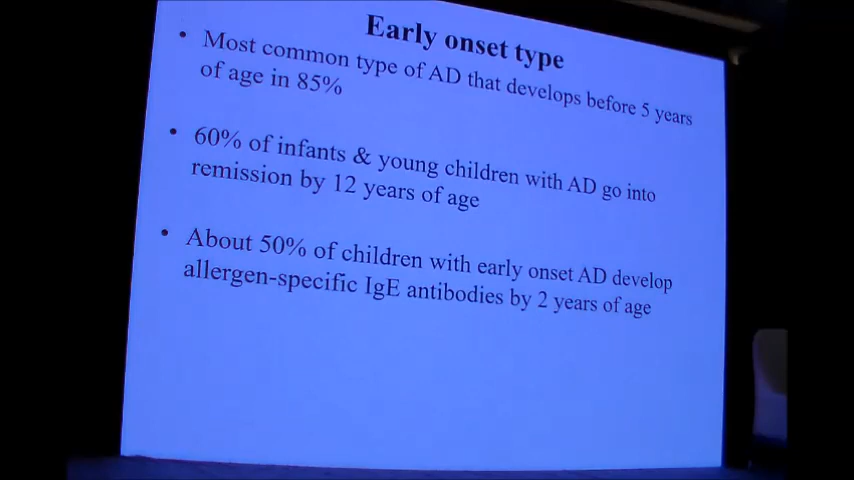 Early onset type
• Most common type of AD that develops before 5 years
of age in 85%
• 60% of infants & young children with AD go into
remission by 12 years of age
• About 50% of children with early onset AD develop
allergen-specific IgE antibodies by 2 years of age